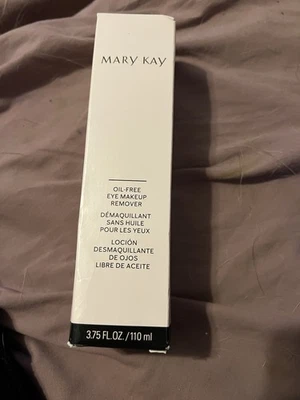 MARY KAY
OIL-FREE
EYE MAKEUP
REMOVER
DÉMAQUILLANT
SANS HUILE
POUR LES YEUX
LOCIÓN
DESMAQUILLANTE
DE OJOS
LIBRE DE ACEITE
3.75 FL.OZ./110 ml